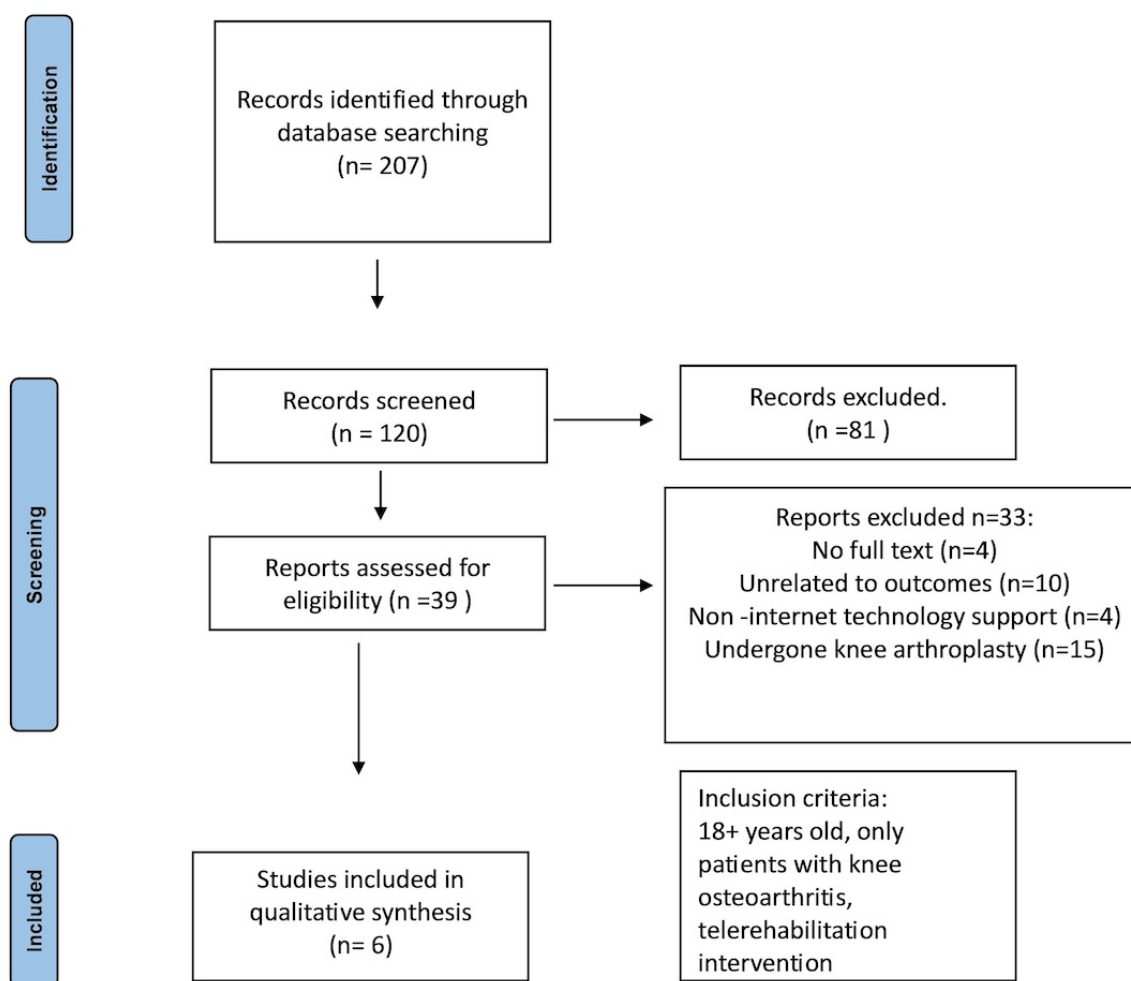 Identification
Records identified through
database searching
(n= 207)
Screening
Records screened
(n = 120)
Records excluded.
(n =81 )
Reports assessed for
eligibility (n =39 )
Reports excluded n=33:
No full text (n=4)
Unrelated to outcomes (n=10)
Non -internet technology support (n=4)
Undergone knee arthroplasty (n=15)
Included
Studies included in
qualitative synthesis
(n= 6)
Inclusion criteria:
18+ years old, only
patients with knee
osteoarthritis,
telerehabilitation
intervention